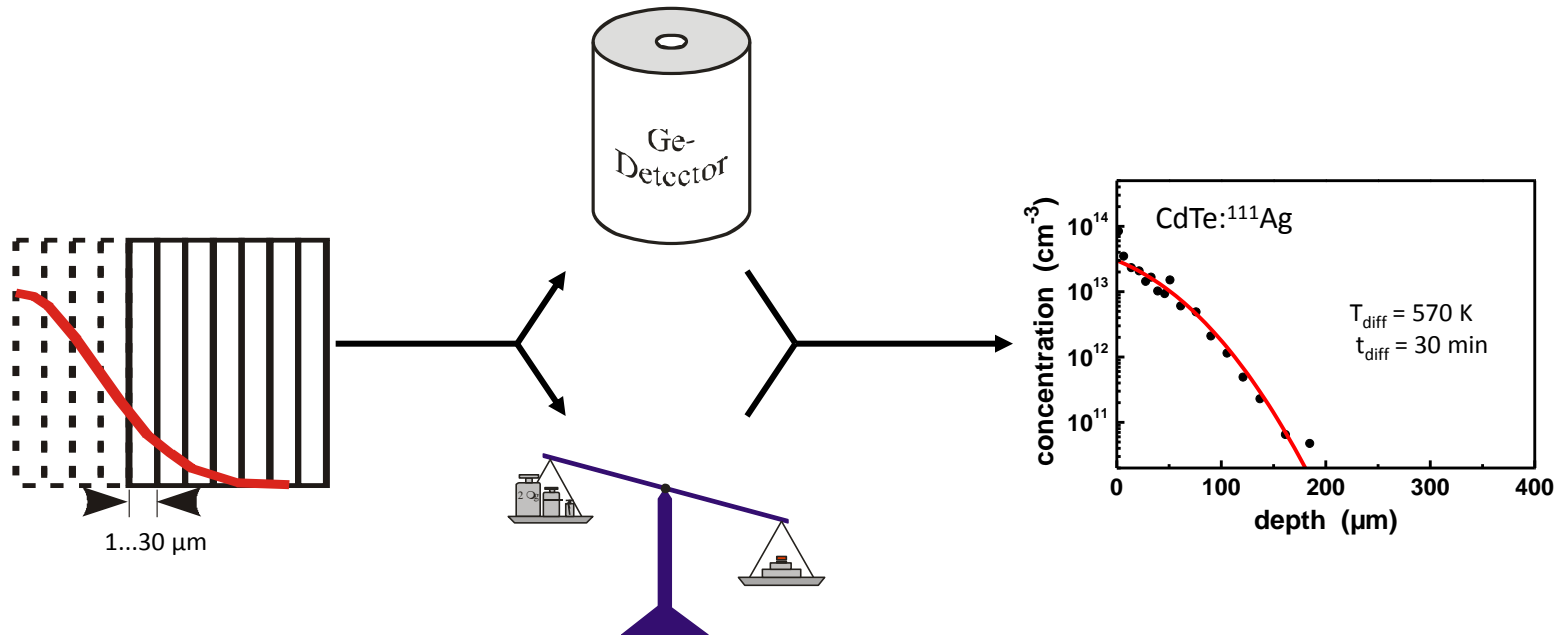 Ge-
Detector
1...30 µm
concentration (cm⁻³)
10¹⁴
10¹³
10¹²
10¹¹
CdTe:¹¹¹Ag
T_diff = 570 K
t_diff = 30 min
0 100 200 300 400
depth (µm)